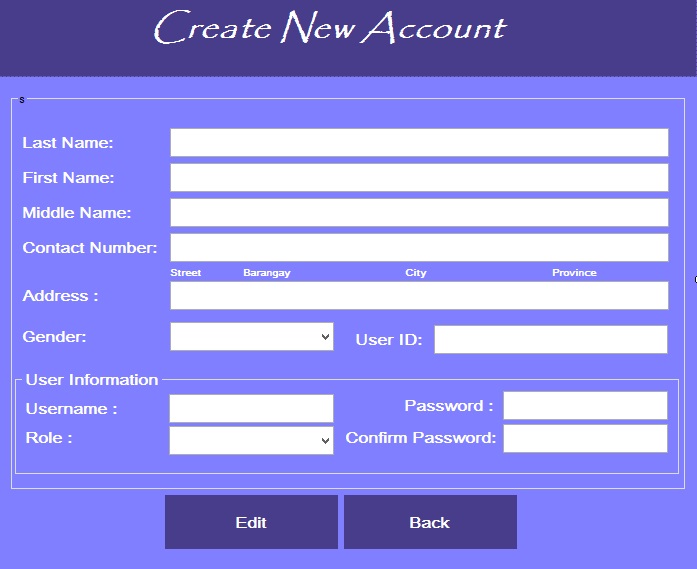 Create New Account
s
Last Name:
First Name:
Middle Name:
Contact Number:
Street Barangay City Province
Address :
Gender: User ID:
User Information
Username : Password :
Role : Confirm Password:
Edit Back